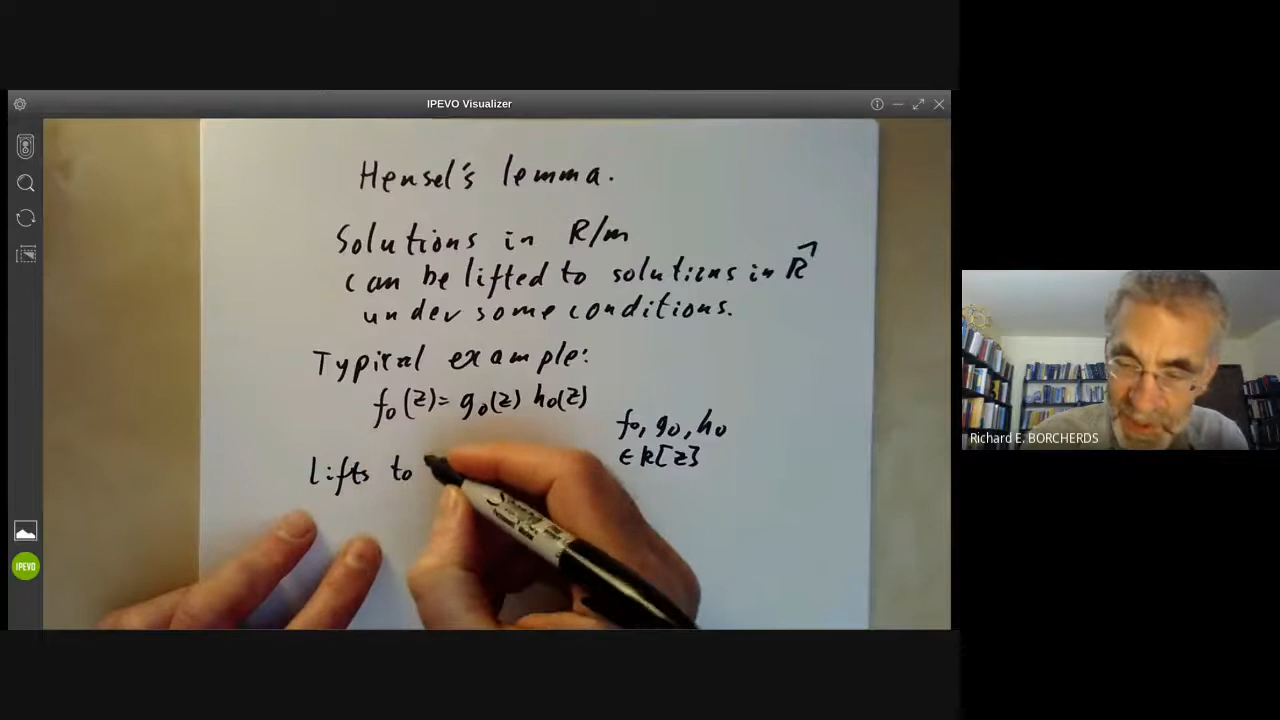 IPEVO Visualizer
Hensel's lemma.
Solutions in R/m
can be lifted to solutions in R̂
under some conditions.
Typical example:
f₀(z)= g₀(z) h₀(z)
f₀, g₀, h₀
∈ k[z]
lifts to
IPEVO
Richard E. BORCHERDS